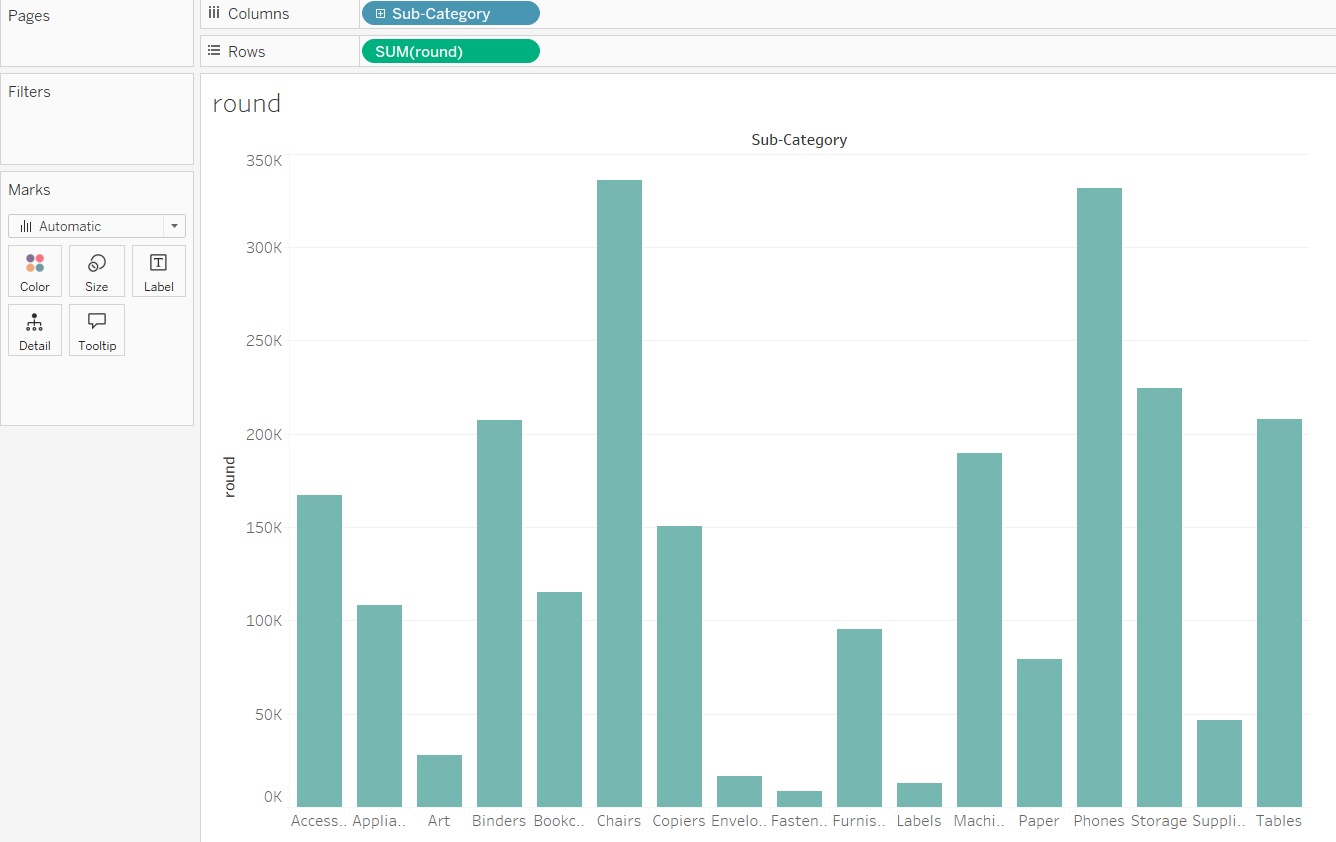 Pages
Columns
Sub-Category
Rows
SUM(round)
Filters
Marks
Automatic
Color
Size
Label
Detail
Tooltip
round
Sub-Category
350K
300K
250K
200K
150K
100K
50K
0K
round
Access.. Applia.. Art Binders Bookc.. Chairs Copiers Envelo.. Fasten.. Furnis.. Labels Machi.. Paper Phones Storage Suppli.. Tables